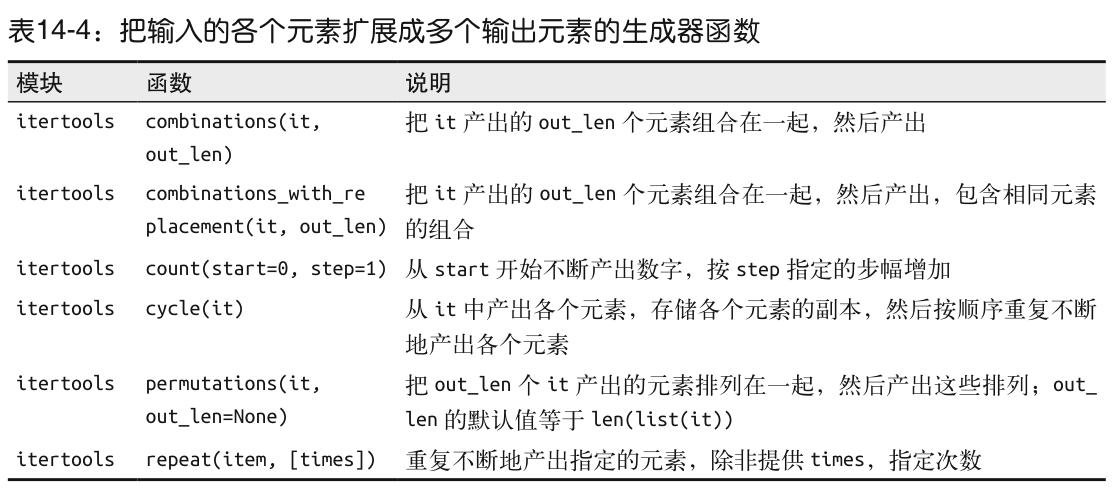 表14-4：把输入的各个元素扩展成多个输出元素的生成器函数
模块 函数 说明
itertools combinations(it, 把 it 产出的 out_len 个元素组合在一起，然后产出
out_len)
itertools combinations_with_re 把 it 产出的 out_len 个元素组合在一起，然后产出，包含相同元素
placement(it, out_len) 的组合
itertools count(start=0, step=1) 从 start 开始不断产出数字，按 step 指定的步幅增加
itertools cycle(it) 从 it 中产出各个元素，存储各个元素的副本，然后按顺序重复不断
地产出各个元素
itertools permutations(it, 把 out_len 个 it 产出的元素排列在一起，然后产出这些排列；out_
out_len=None) len 的默认值等于 len(list(it))
itertools repeat(item, [times]) 重复不断地产出指定的元素，除非提供 times，指定次数